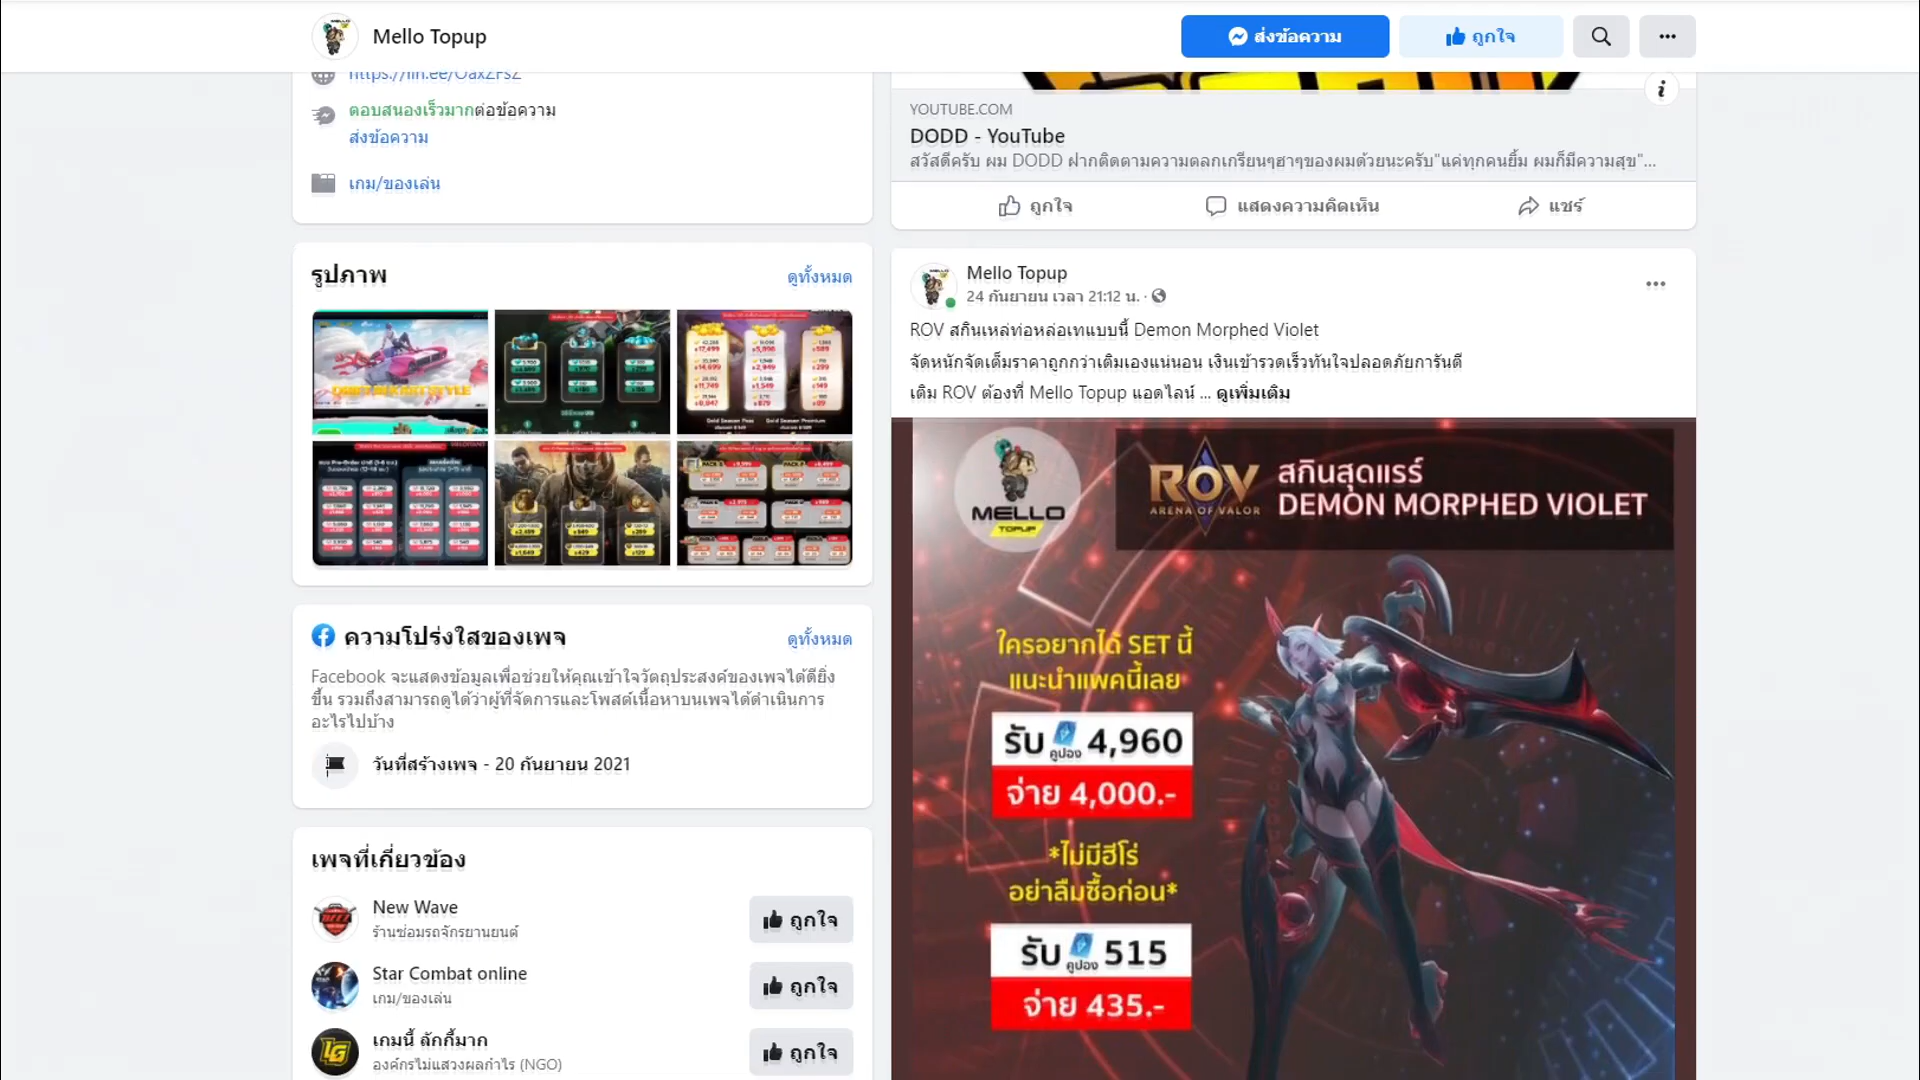 Mello Topup
ส่งข้อความ
ถูกใจ
https://lin.ee/OaxZFsZ
ตอบสนองเร็วมากต่อข้อความ
ส่งข้อความ
เกม/ของเล่น
รูปภาพ
ดูทั้งหมด
ความโปร่งใสของเพจ
ดูทั้งหมด
Facebook จะแสดงข้อมูลเพื่อช่วยให้คุณเข้าใจวัตถุประสงค์ของเพจได้ดียิ่ง
ขึ้น รวมถึงสามารถดูได้ว่าผู้ที่จัดการและโพสต์เนื้อหาบนเพจได้ดำเนินการ
อะไรไปบ้าง
วันที่สร้างเพจ - 20 กันยายน 2021
เพจที่เกี่ยวข้อง
New Wave
ร้านซ่อมรถจักรยานยนต์
ถูกใจ
Star Combat online
เกม/ของเล่น
ถูกใจ
เกมนี้ ลักกี้มาก
องค์กรไม่แสวงผลกำไร (NGO)
ถูกใจ
YOUTUBE.COM
DODD - YouTube
สวัสดีครับ ผม DODD ฝากติดตามความตลกเกรียนๆฮาๆของผมด้วยนะครับ"แค่ทุกคนยิ้ม ผมก็มีความสุข"...
ถูกใจ
แสดงความคิดเห็น
แชร์
Mello Topup
24 กันยายน เวลา 21:12 น. ·
ROV สกินเหล่ท่อหล่อเทแบบนี้ Demon Morphed Violet
จัดหนักจัดเต็มราคาถูกกว่าเติมเองแน่นอน เงินเข้ารวดเร็วทันใจปลอดภัยการันตี
เติม ROV ต้องที่ Mello Topup แอดไลน์ ... ดูเพิ่มเติม
MELLO
TOPUP
ROV
ARENA OF VALOR
สกินสุดแรร์
DEMON MORPHED VIOLET
ใครอยากได้ SET นี้
แนะนำแพคนี้เลย
รับ คูปอง 4,960
จ่าย 4,000.-
*ไม่มีฮีโร่
อย่าลืมซื้อก่อน*
รับ คูปอง 515
จ่าย 435.-